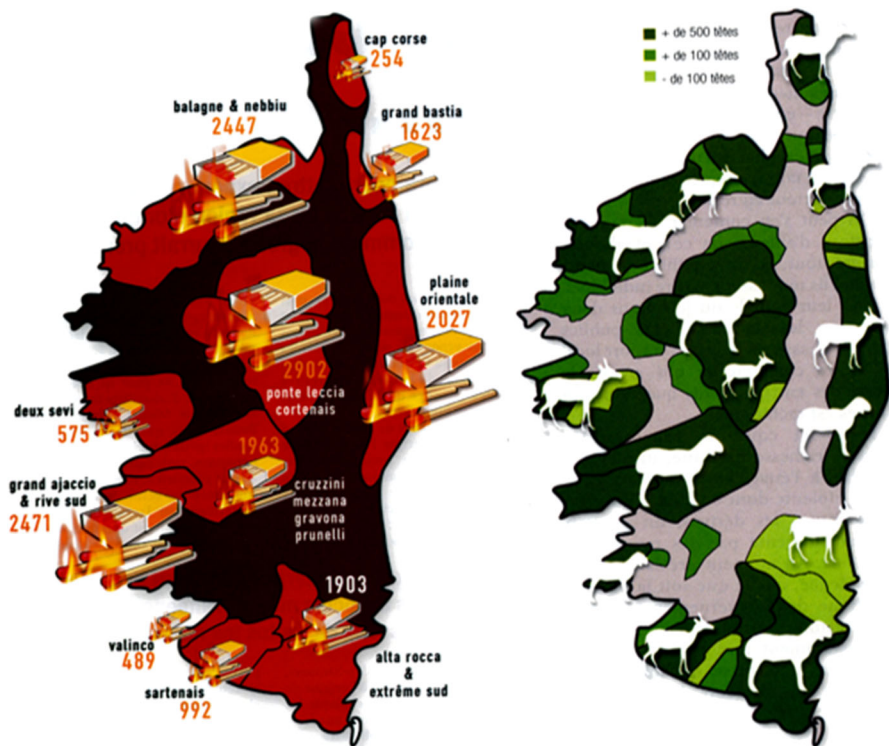 cap corse
254
balagne & nebbiu
2447
grand bastia
1623
plaine
orientale
2027
2902
ponte leccia
cortenais
deux sevi
575
1963
cruzzini
mezzana
gravona
prunelli
grand ajaccio
& rive sud
2471
1903
valinco
489
sartenais
992
alta rocca
&
extrême sud
+ de 500 têtes
+ de 100 têtes
- de 100 têtes